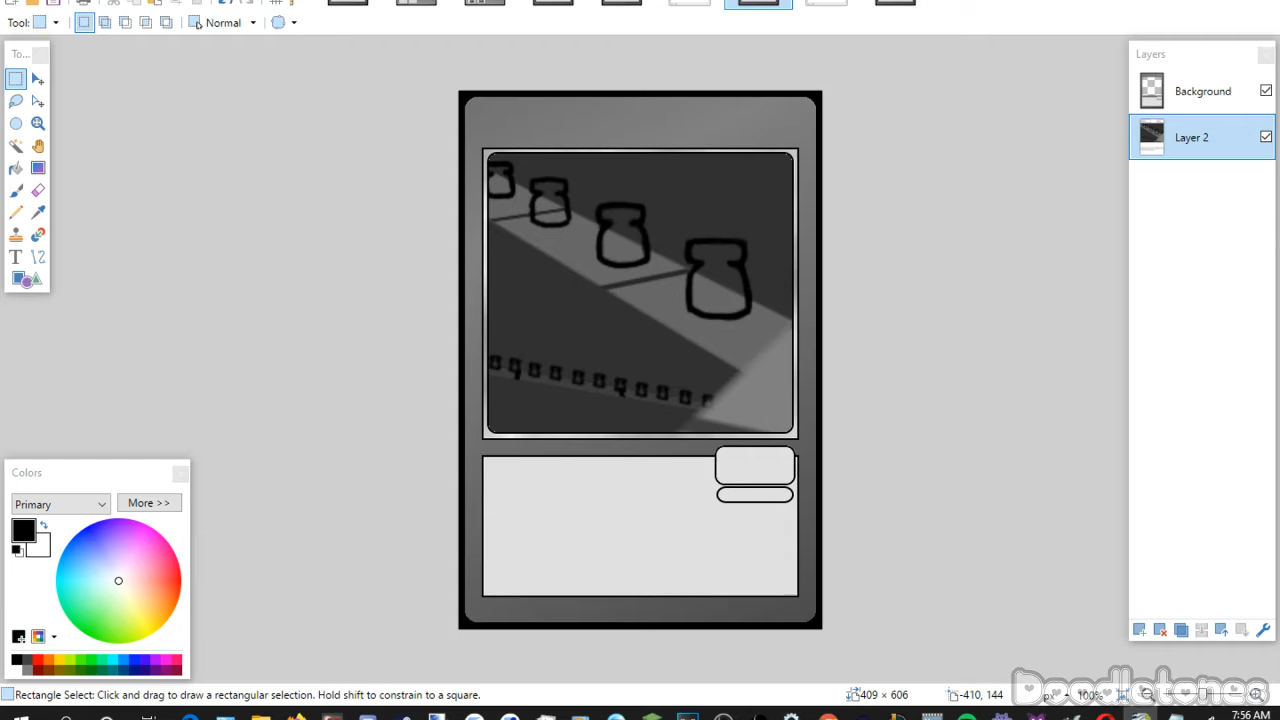 Tool:
Normal
To...
Layers
Background
Layer 2
Colors
Primary
More >>
Rectangle Select: Click and drag to draw a rectangular selection. Hold shift to constrain to a square.
409 × 606
-410, 144
px
100%
Doodletones
7:56 AM